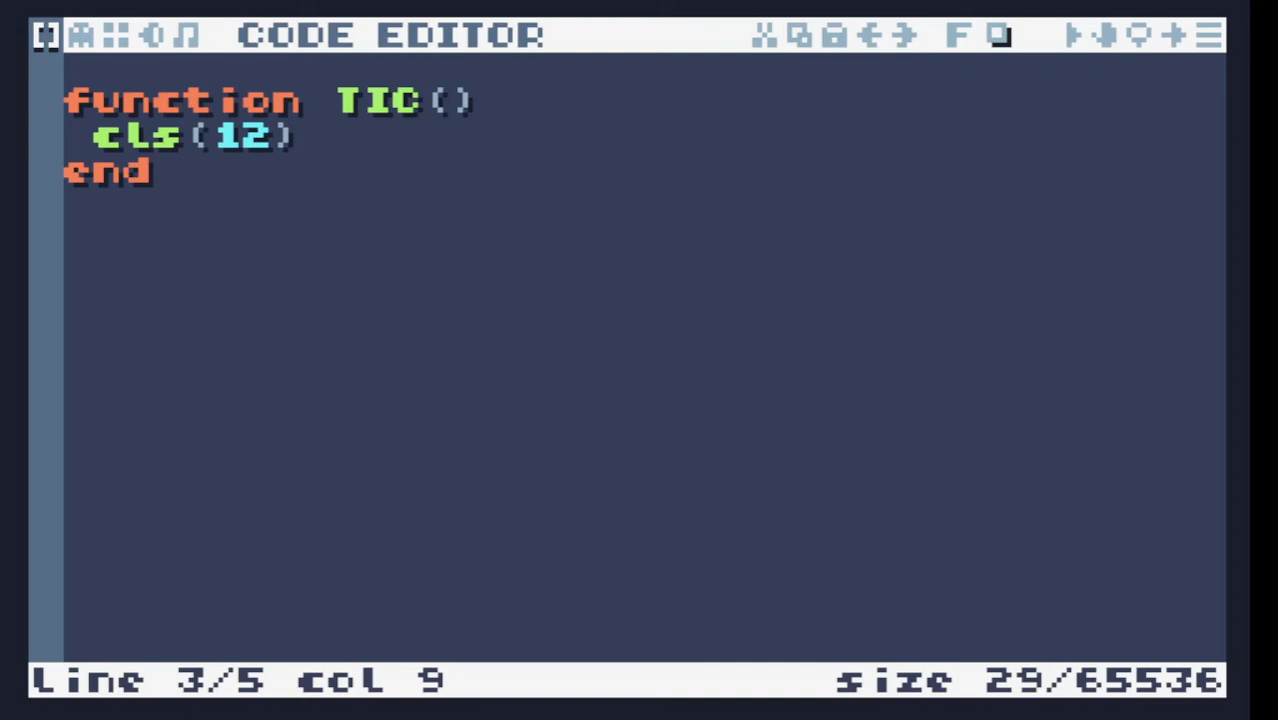 CODE EDITOR F
function TIC()
 cls(12)
end
line 3/5 col 9 size 29/65536